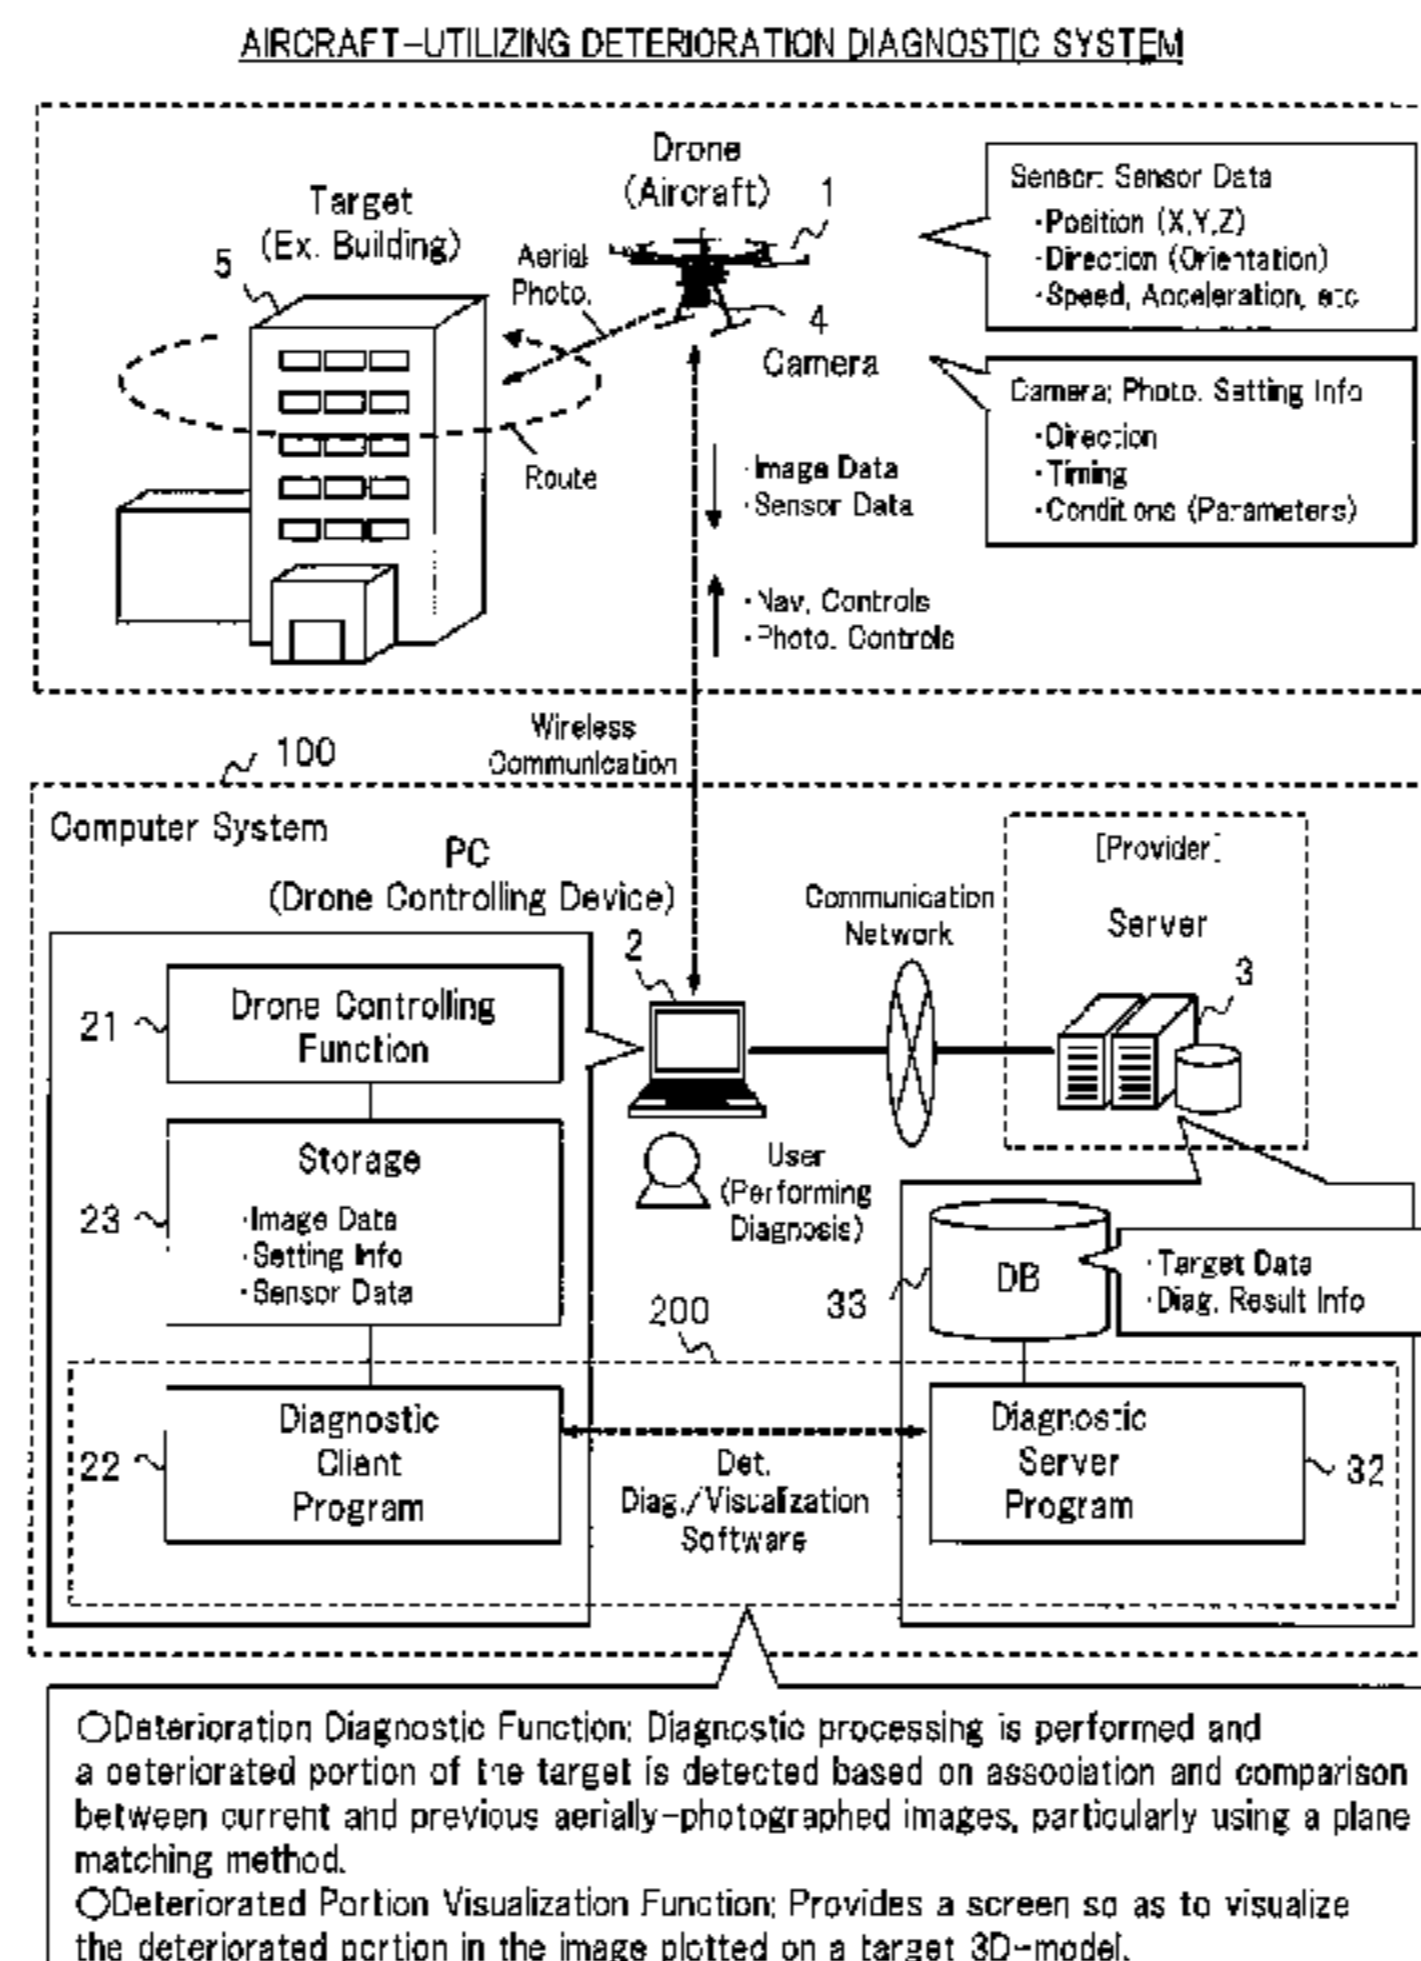 AIRCRAFT-UTILIZING DETERIORATION DIAGNOSTIC SYSTEM
Drone
(Aircraft)
1
Target
(Ex. Building)
5
Aerial
Photo.
4
Camera
Route
Sensor: Sensor Data
・Position (X,Y,Z)
・Direction (Orientation)
・Speed, Acceleration, etc
Camera: Photo. Setting Info
・Direction
・Timing
・Conditions (Parameters)
・Image Data
・Sensor Data
・Nav. Controls
・Photo. Controls
Wireless
Communication
100
Computer System
PC
(Drone Controlling Device)
2
Communication
Network
[Provider]
Server
3
21
Drone Controlling
Function
23
Storage
・Image Data
・Setting Info
・Sensor Data
User
(Performing
Diagnosis)
33
DB
・Target Data
・Diag. Result Info
200
22
Diagnostic
Client
Program
Det.
Diag./Visualization
Software
Diagnostic
Server
Program
32
○Deterioration Diagnostic Function: Diagnostic processing is performed and
a deteriorated portion of the target is detected based on association and comparison
between current and previous aerially-photographed images, particularly using a plane
matching method.
○Deteriorated Portion Visualization Function: Provides a screen so as to visualize
the deteriorated portion in the image plotted on a target 3D-model.